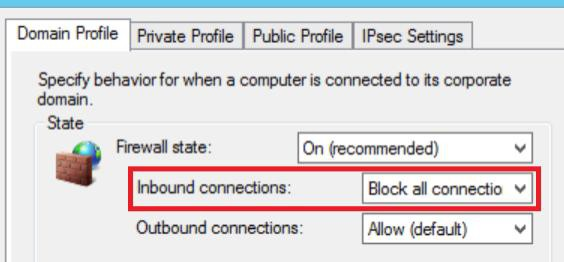 Domain Profile Private Profile Public Profile IPsec Settings
Specify behavior for when a computer is connected to its corporate
domain.
State
Firewall state: On (recommended)
Inbound connections: Block all connectio
Outbound connections: Allow (default)